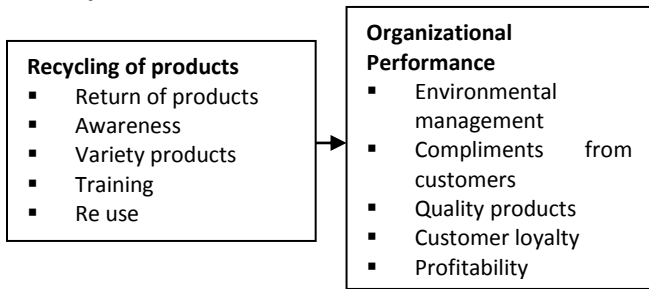 Recycling of products
▪ Return of products
▪ Awareness
▪ Variety products
▪ Training
▪ Re use
Organizational
Performance
▪ Environmental
management
▪ Compliments from
customers
▪ Quality products
▪ Customer loyalty
▪ Profitability